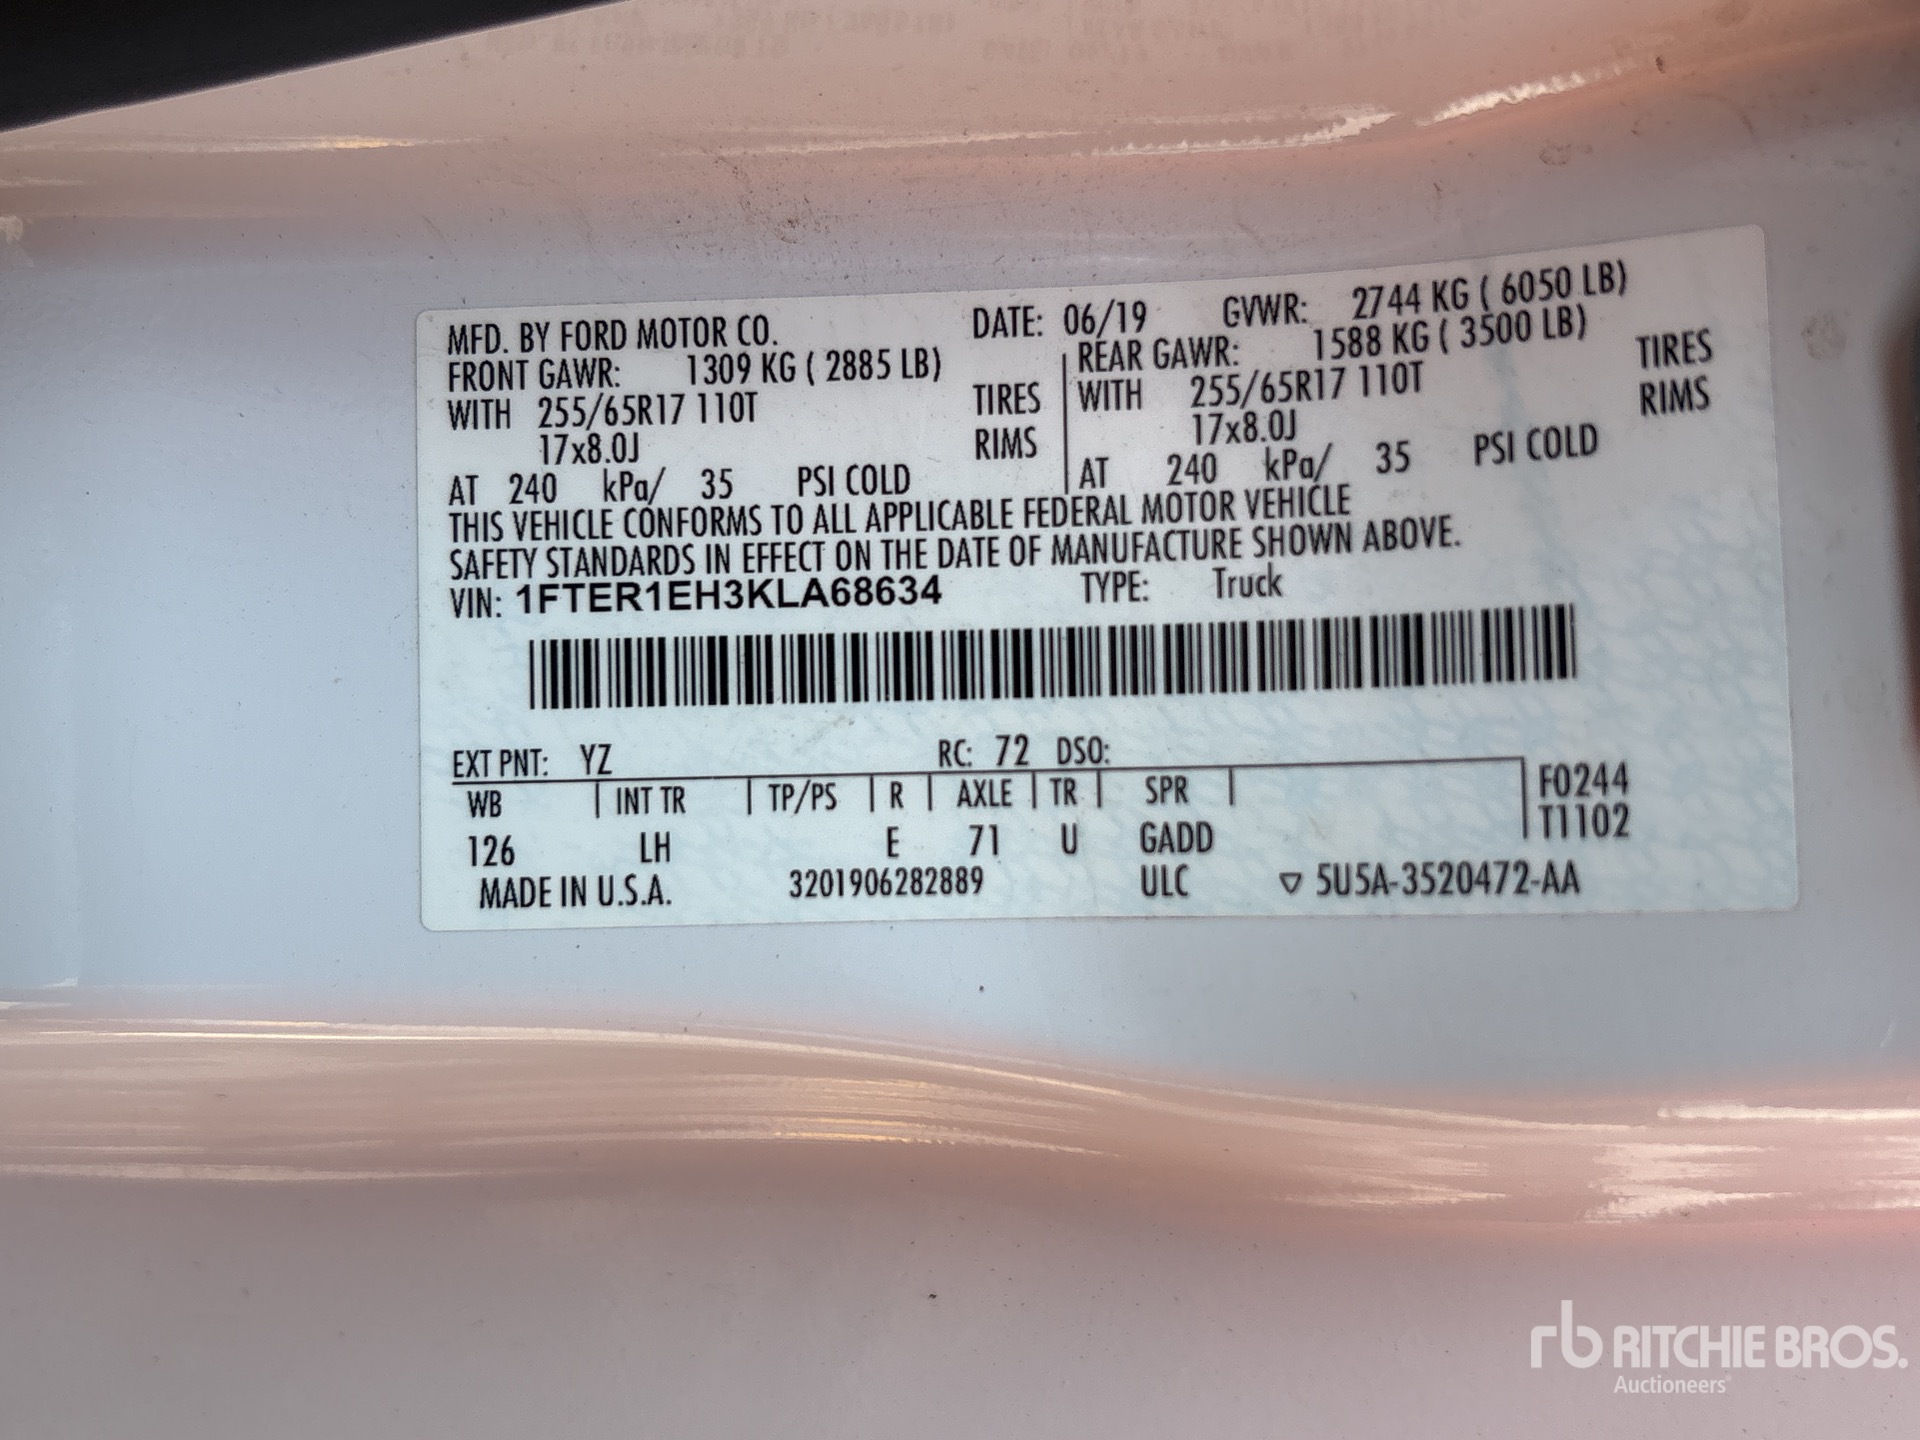 MFD. BY FORD MOTOR CO. DATE: 06/19 GVWR: 2744 KG ( 6050 LB)
FRONT GAWR: 1309 KG ( 2885 LB) REAR GAWR: 1588 KG ( 3500 LB)
WITH 255/65R17 110T TIRES WITH 255/65R17 110T TIRES
17x8.0J RIMS 17x8.0J RIMS
AT 240 kPa/ 35 PSI COLD AT 240 kPa/ 35 PSI COLD
THIS VEHICLE CONFORMS TO ALL APPLICABLE FEDERAL MOTOR VEHICLE
SAFETY STANDARDS IN EFFECT ON THE DATE OF MANUFACTURE SHOWN ABOVE.
VIN: 1FTER1EH3KLA68634 TYPE: Truck
EXT PNT: YZ RC: 72 DSO:
WB INT TR TP/PS R AXLE TR SPR F0244
126 LH E 71 U GADD T1102
MADE IN U.S.A. 3201906282889 ULC ▽ 5U5A-3520472-AA
rb RITCHIE BROS.
Auctioneers